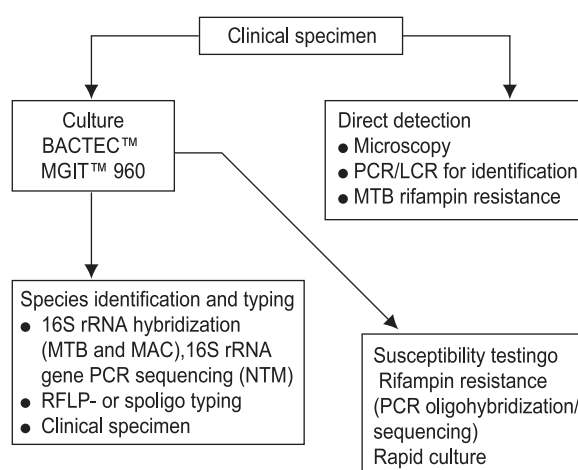 Clinical specimen
Culture
BACTEC™
MGIT™ 960
Direct detection
● Microscopy
● PCR/LCR for identification
● MTB rifampin resistance
Species identification and typing
● 16S rRNA hybridization
(MTB and MAC),16S rRNA
gene PCR sequencing (NTM)
● RFLP- or spoligo typing
● Clinical specimen
Susceptibility testingo
Rifampin resistance
(PCR oligohybridization/
sequencing)
Rapid culture